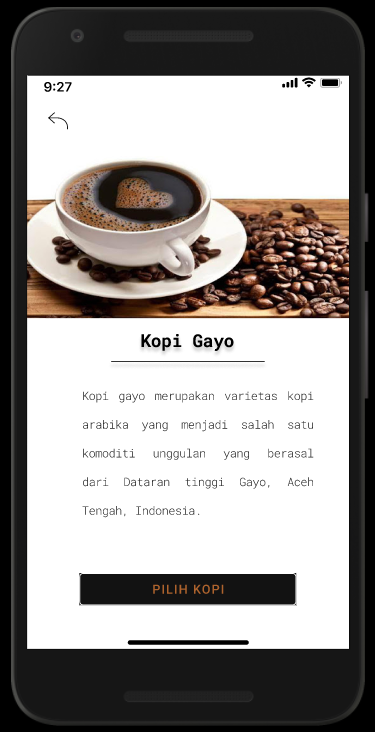 9:27
Kopi Gayo
Kopi gayo merupakan varietas kopi
arabika yang menjadi salah satu
komoditi unggulan yang berasal
dari Dataran tinggi Gayo, Aceh
Tengah, Indonesia.
PILIH KOPI